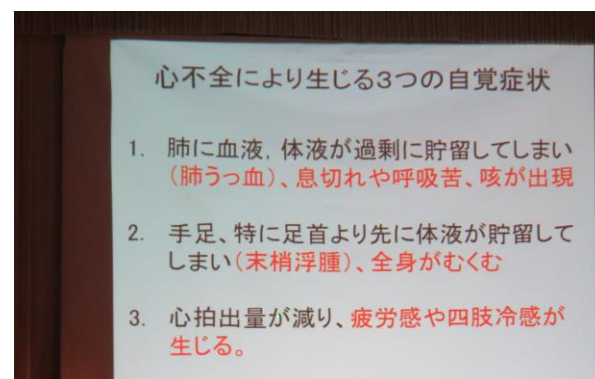 心不全により生じる3つの自覚症状
1. 肺に血液, 体液が過剰に貯留してしまい
(肺うっ血)、息切れや呼吸苦、咳が出現
2. 手足、特に足首より先に体液が貯留して
しまい(末梢浮腫)、全身がむくむ
3. 心拍出量が減り、疲労感や四肢冷感が
生じる。